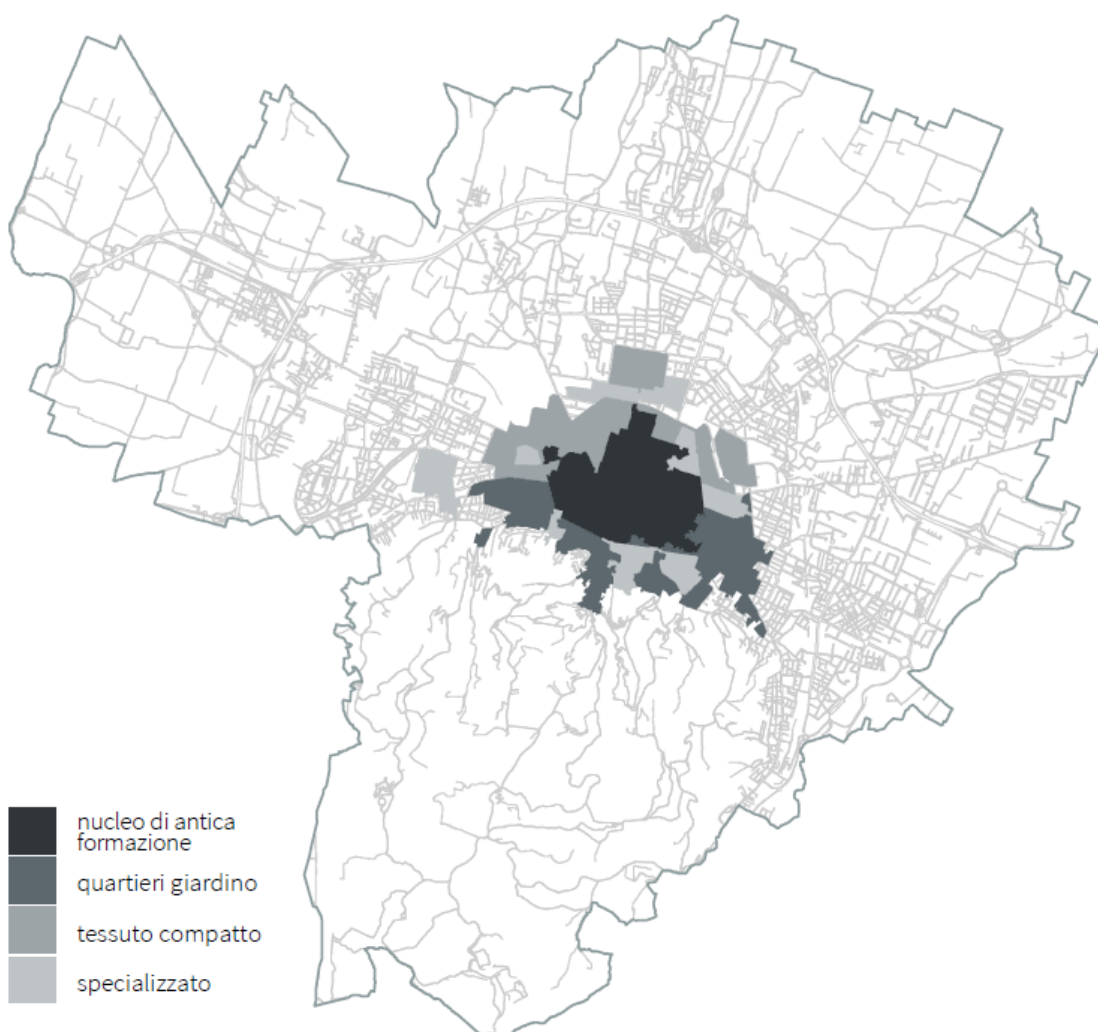 nucleo di antica
formazione
quartieri giardino
tessuto compatto
specializzato